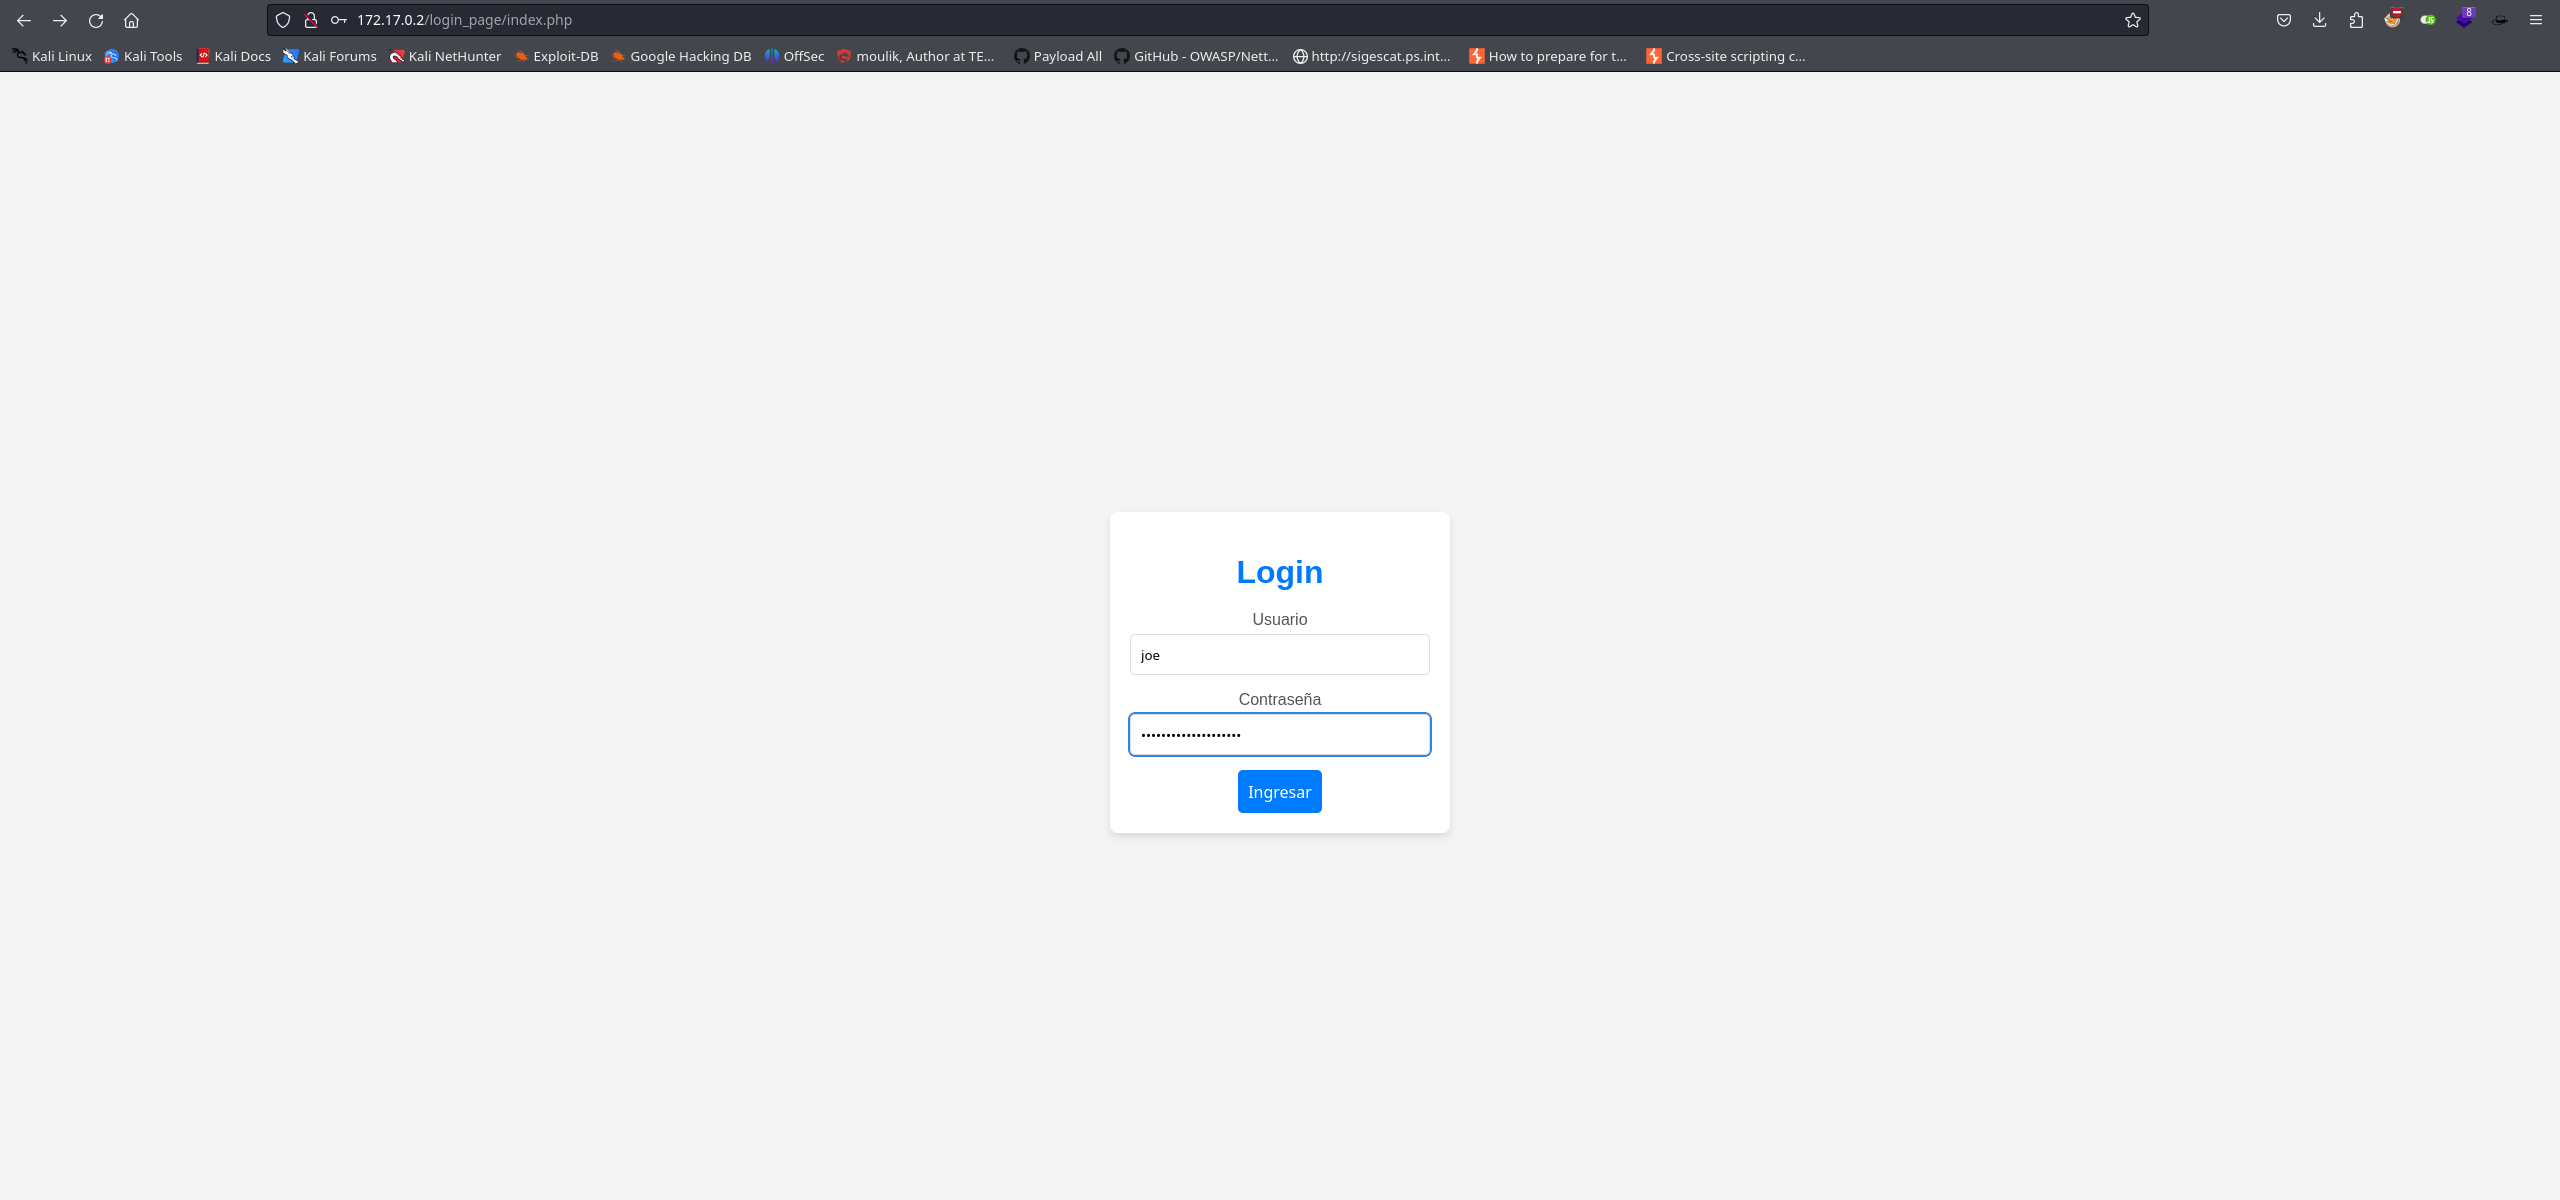 172.17.0.2/login_page/index.php
8
Kali Linux Kali Tools Kali Docs Kali Forums Kali NetHunter Exploit-DB Google Hacking DB OffSec moulik, Author at TE... Payload All GitHub - OWASP/Nett... http://sigescat.ps.int... How to prepare for t... Cross-site scripting c...
Login
Usuario
joe
Contraseña
••••••••••••••••••••
Ingresar